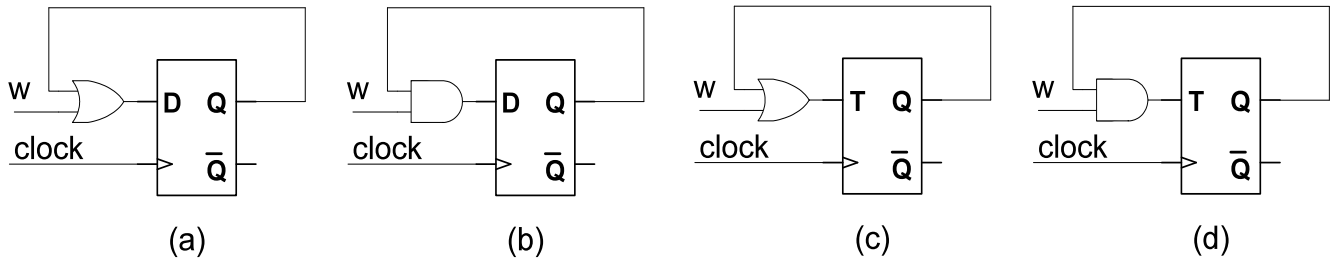 w D Q
clock Q̅
(a)
w D Q
clock Q̅
(b)
w T Q
clock Q̅
(c)
w T Q
clock Q̅
(d)